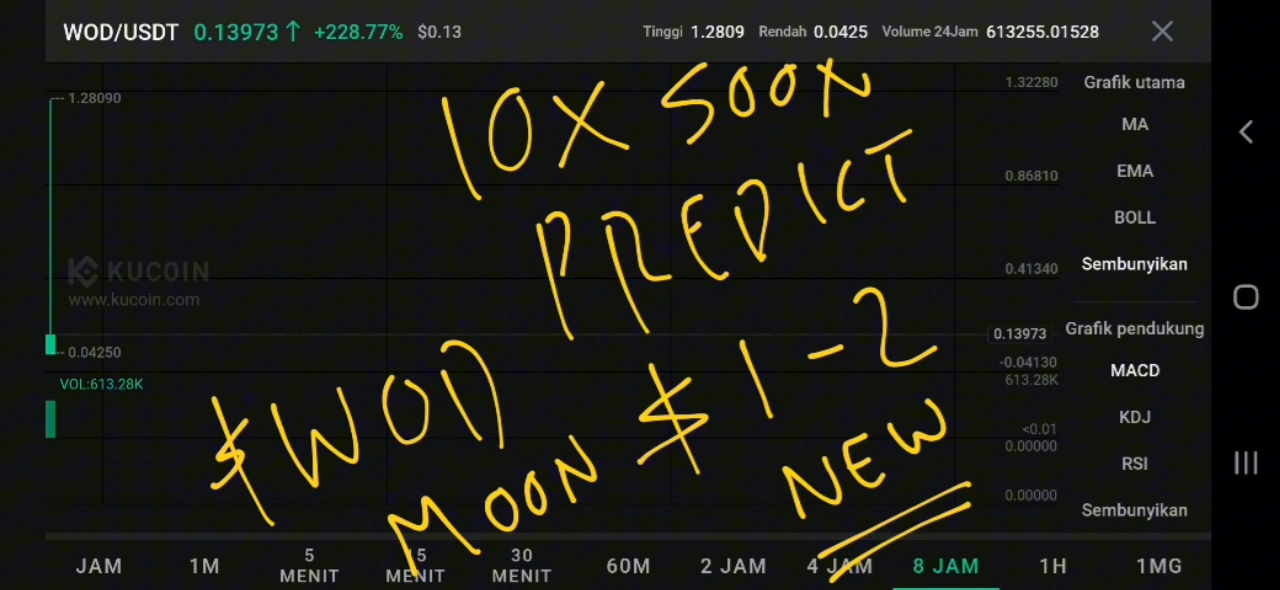 WOD/USDT 0.13973↑ +228.77% $0.13 Tinggi 1.2809 Rendah 0.0425 Volume 24Jam 613255.01528
1.28090
1.32280
Grafik utama
10X 500X
MA
PREDICT
0.86810
EMA
BOLL
KUCOIN
www.kucoin.com
0.41340
Sembunyikan
0.13973
Grafik pendukung
0.04250
-0.04130
VOL:613.28K
613.28K
MACD
$WOD
MOON $1-2
KDJ
<0.01
0.00000
NEW
RSI
0.00000
Sembunyikan
JAM 1M 5 MENIT 15 MENIT 30 MENIT 60M 2 JAM 4 JAM 8 JAM 1H 1MG